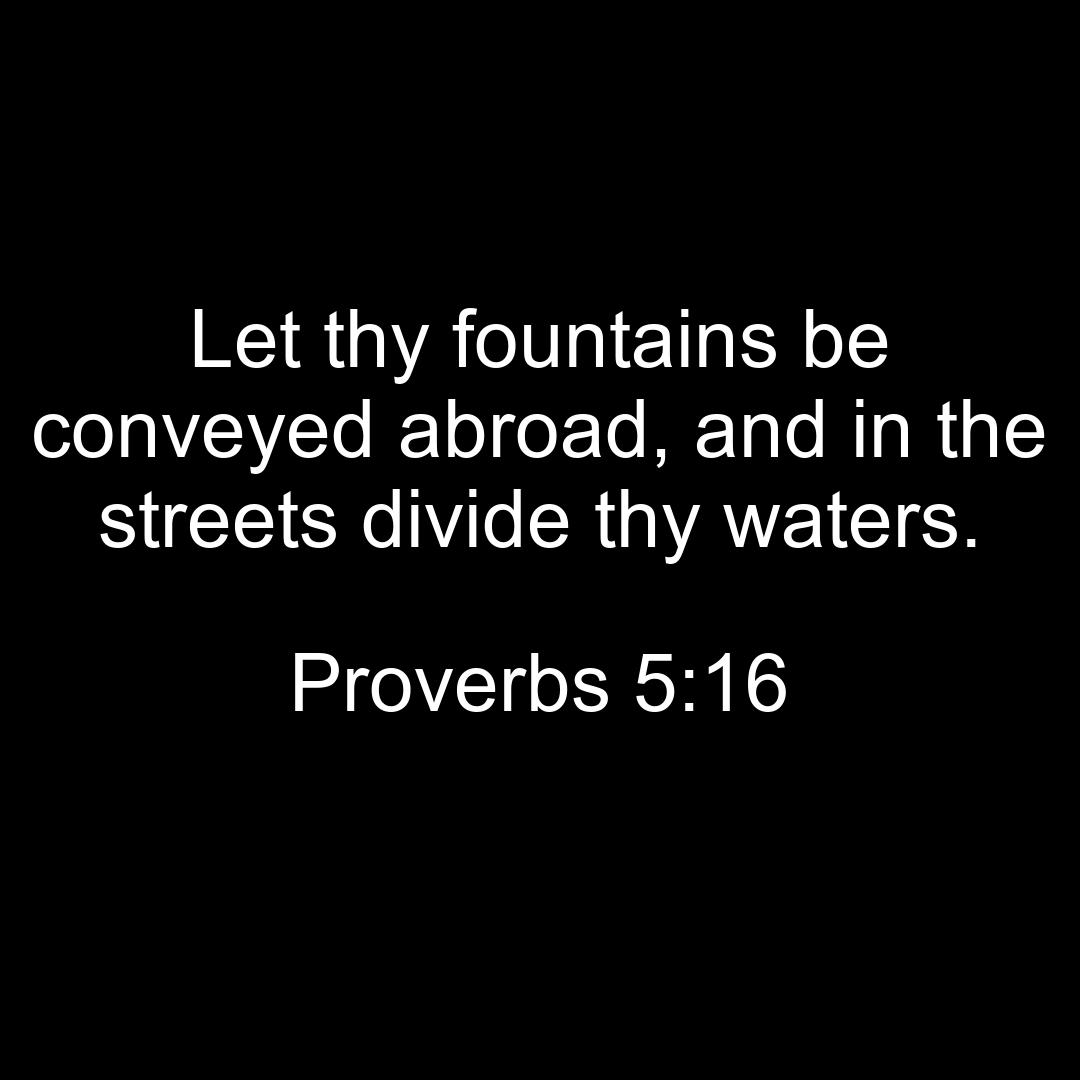 Let thy fountains be
conveyed abroad, and in the
streets divide thy waters.
Proverbs 5:16